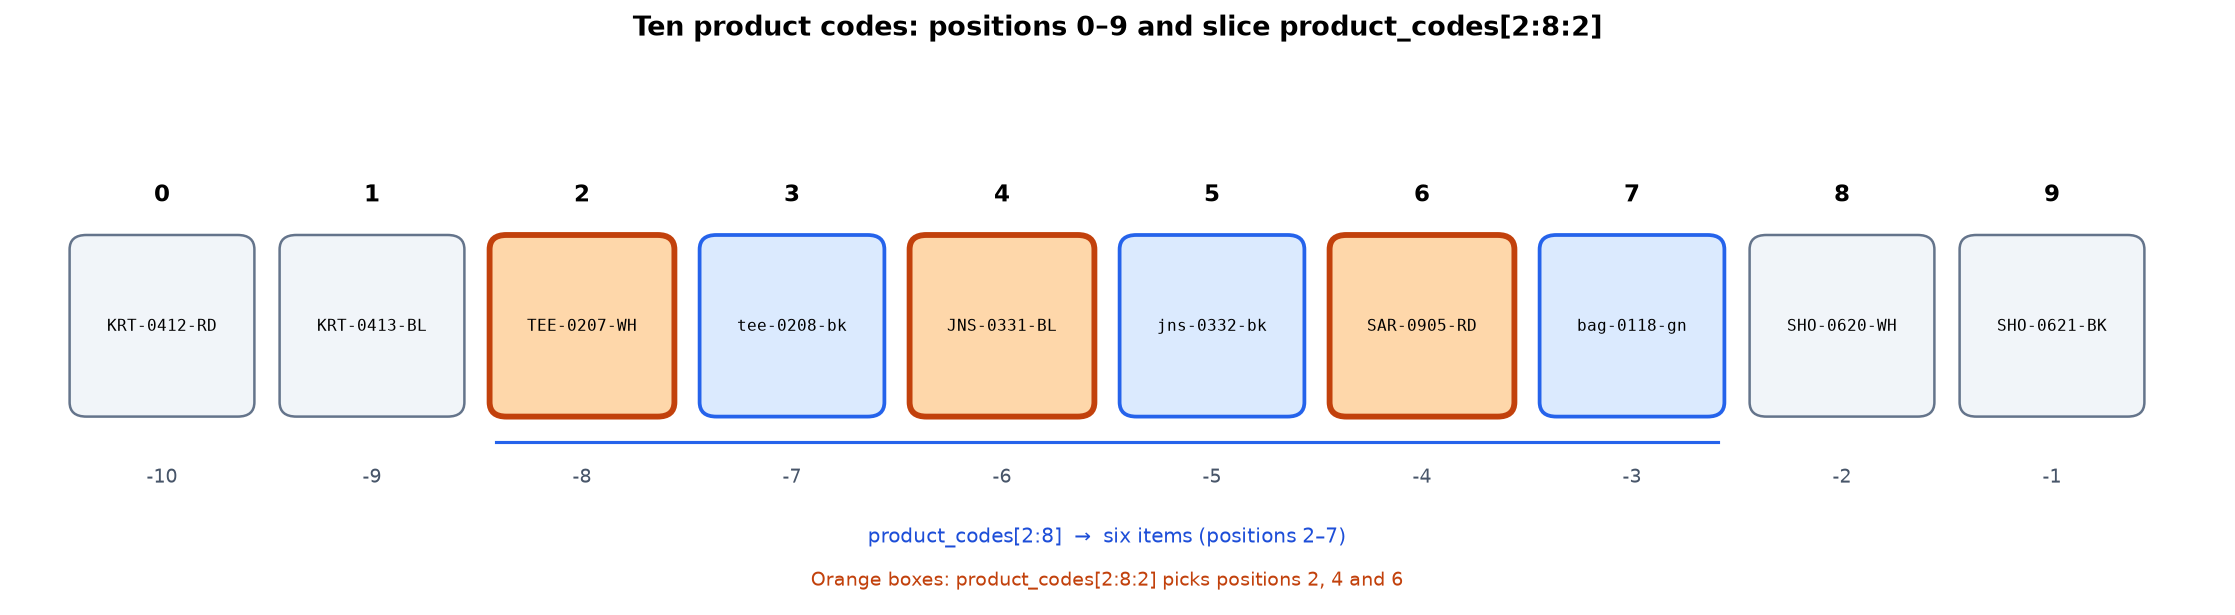 Ten product codes: positions 0–9 and slice product_codes[2:8:2]
0 1 2 3 4 5 6 7 8 9
KRT-0412-RD KRT-0413-BL TEE-0207-WH tee-0208-bk JNS-0331-BL jns-0332-bk SAR-0905-RD bag-0118-gn SHO-0620-WH SHO-0621-BK
-10 -9 -8 -7 -6 -5 -4 -3 -2 -1
product_codes[2:8] → six items (positions 2–7)
Orange boxes: product_codes[2:8:2] picks positions 2, 4 and 6